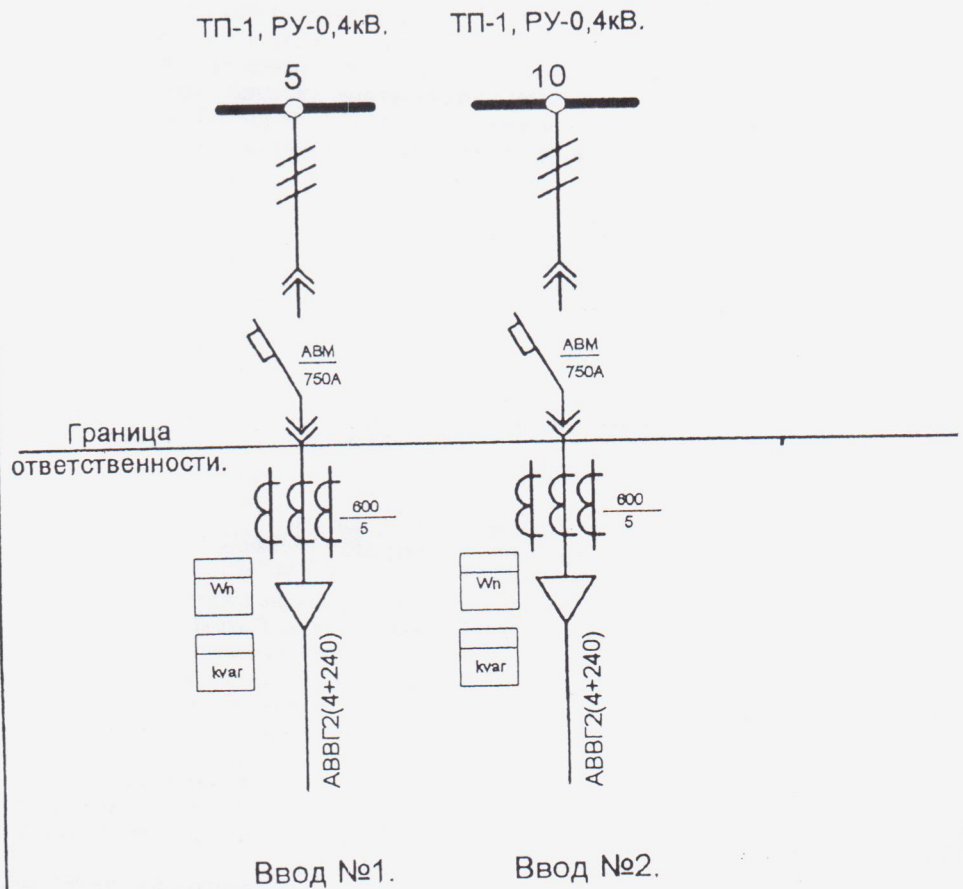 ТП-1, РУ-0,4кВ. ТП-1, РУ-0,4кВ.
5 10
АВМ
750А
АВМ
750А
Граница
ответственности.
600
5
600
5
Wh
Wh
kvar
kvar
АВВГ2(4+240)
АВВГ2(4+240)
Ввод №1. Ввод №2.